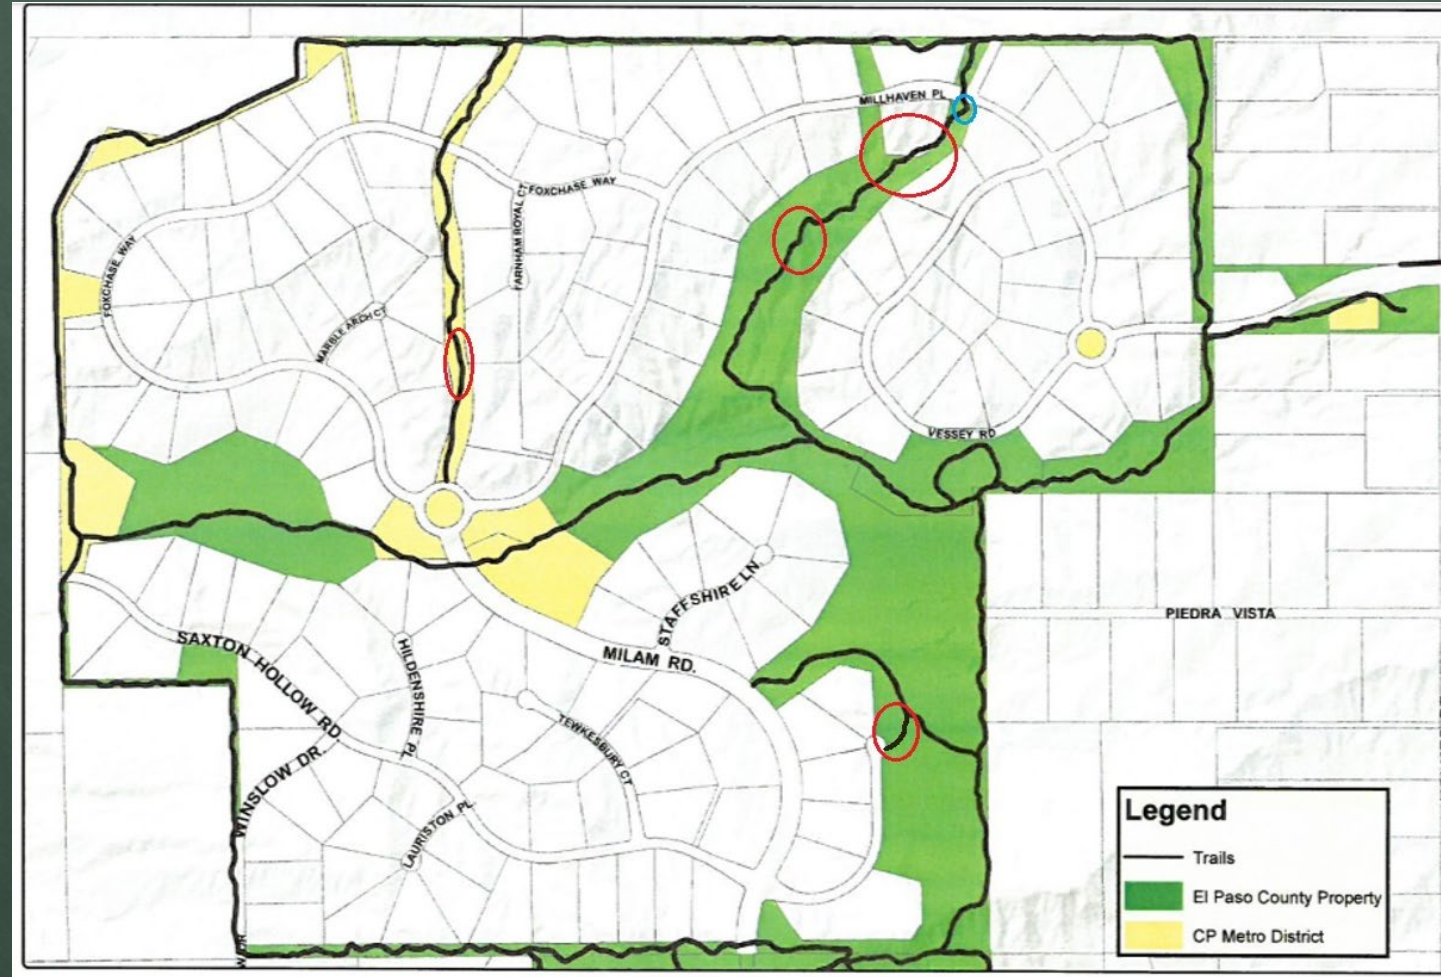 MILLHAVEN PL
FOXCHASE WAY
FARNHAM ROYAL CT
FOXCHASE WAY
MARBLE ARCH CT
VESSEY RD
STAFFSHIRE LN.
PIEDRA VISTA
MILAM RD.
SAXTON HOLLOW RD
HILDENSHIRE PL
TEWKESBURY CT
WINSLOW DR.
LAURISTON PL
Legend
Trails
El Paso County Property
CP Metro District